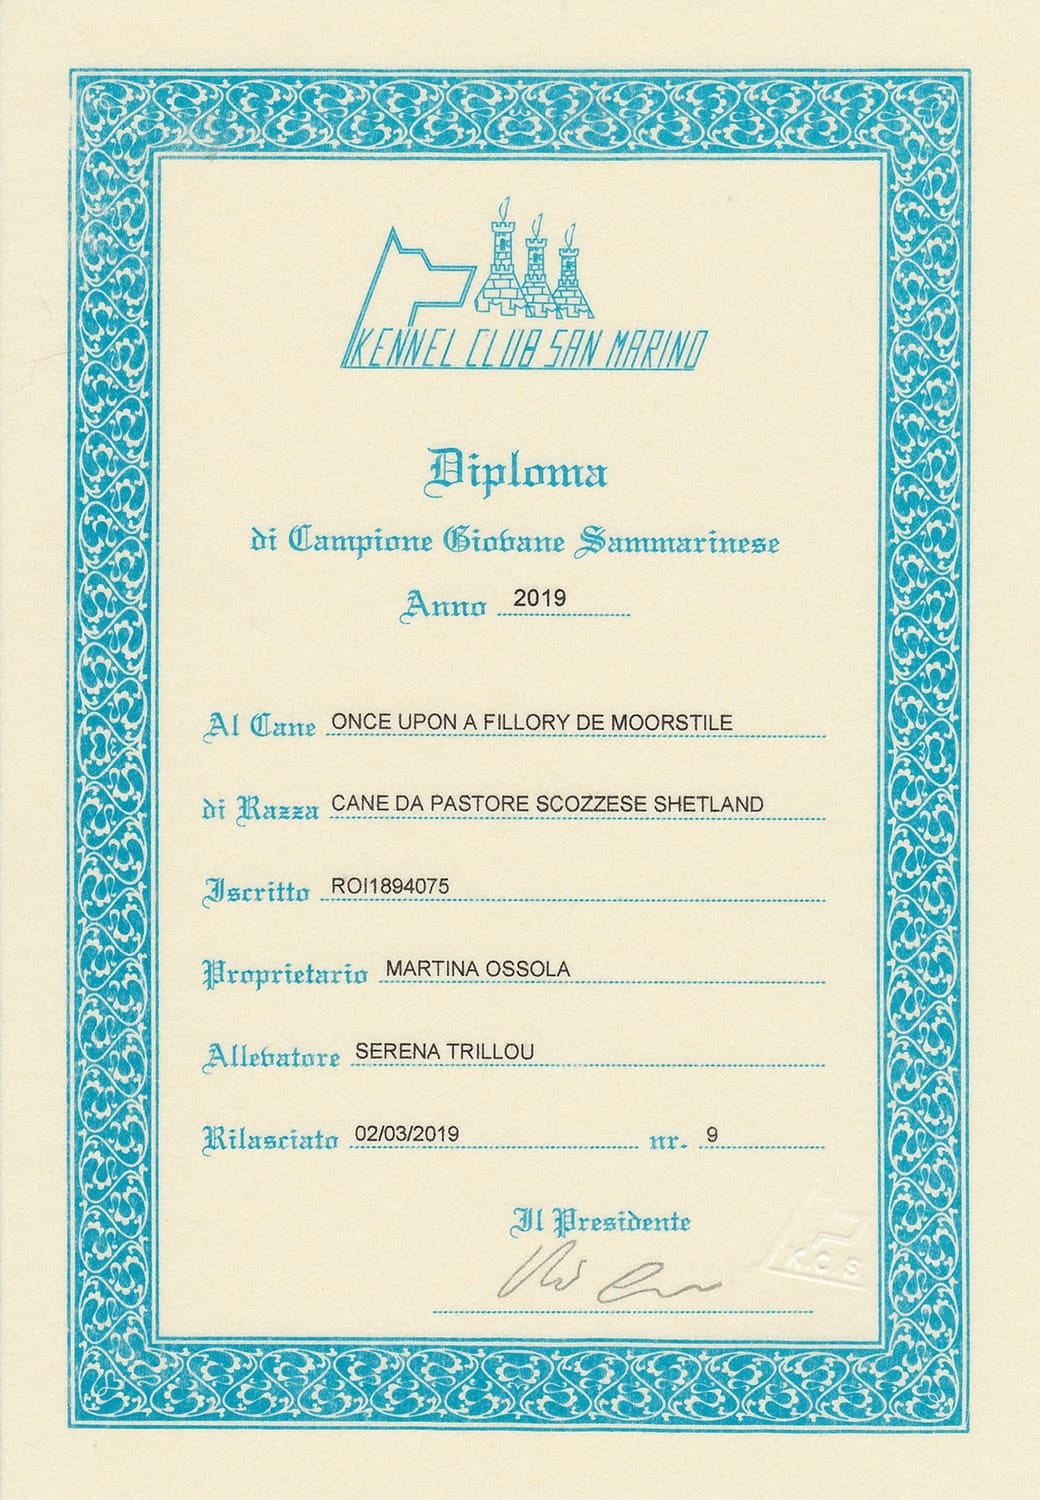 KENNEL CLUB SAN MARINO
Diploma
di Campione Giovane Sammarinese
Anno 2019
Al Cane ONCE UPON A FILLORY DE MOORSTILE
di Razza CANE DA PASTORE SCOZZESE SHETLAND
Iscritto ROI1894075
Proprietario MARTINA OSSOLA
Allevatore SERENA TRILLOU
Rilasciato 02/03/2019 nr. 9
Il Presidente
K.C.S